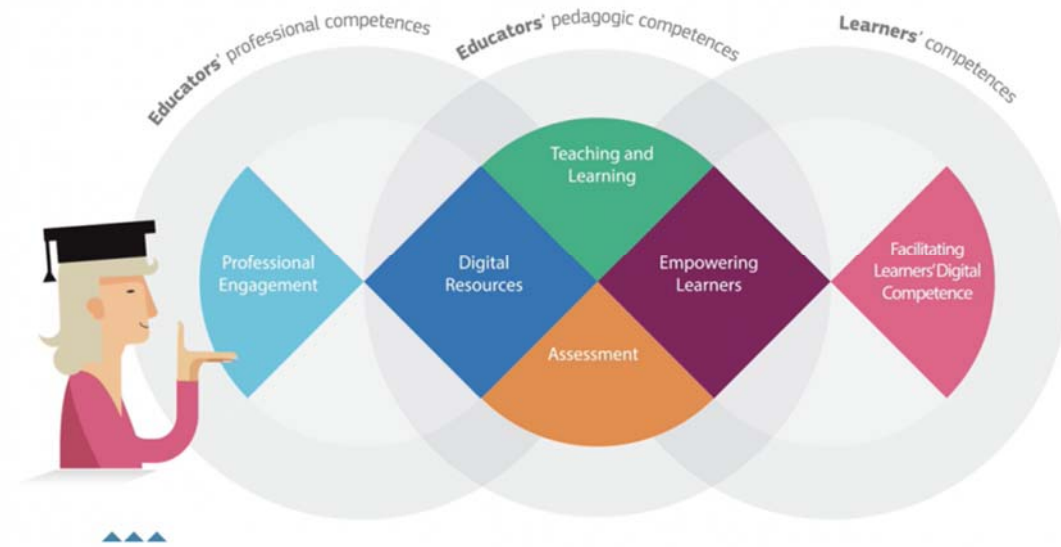 Educators' professional competences
Educators' pedagogic competences
Learners' competences
Teaching and
Learning
Professional
Engagement
Digital
Resources
Empowering
Learners
Facilitating
Learners' Digital
Competence
Assessment